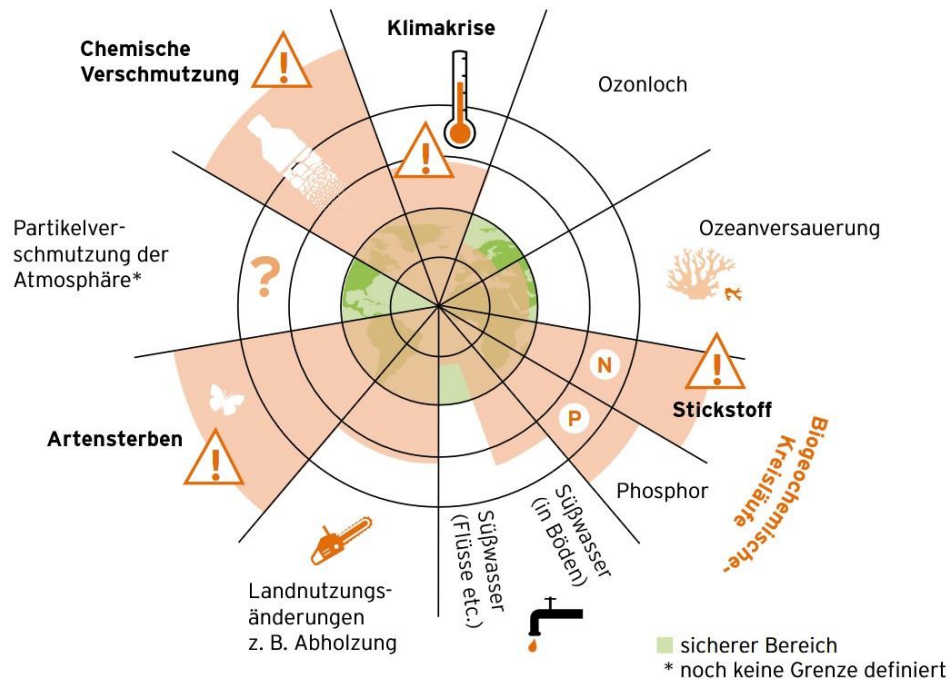 Klimakrise
Chemische
Verschmutzung
!
!
Ozonloch
Partikelver-
schmutzung der
Atmosphäre*
?
Ozeanversauerung
N
!
P
Stickstoff
Artensterben
!
Biogeochemische-
Kreisläufe
Phosphor
Süßwasser
(in Böden)
Süßwasser
(Flüsse etc.)
Landnutzungs-
änderungen
z. B. Abholzung
sicherer Bereich
* noch keine Grenze definiert